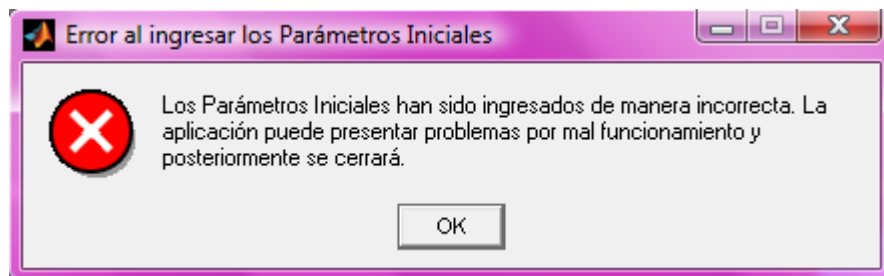 Error al ingresar los Parámetros Iniciales
Los Parámetros Iniciales han sido ingresados de manera incorrecta. La
aplicación puede presentar problemas por mal funcionamiento y
posteriormente se cerrará.
OK